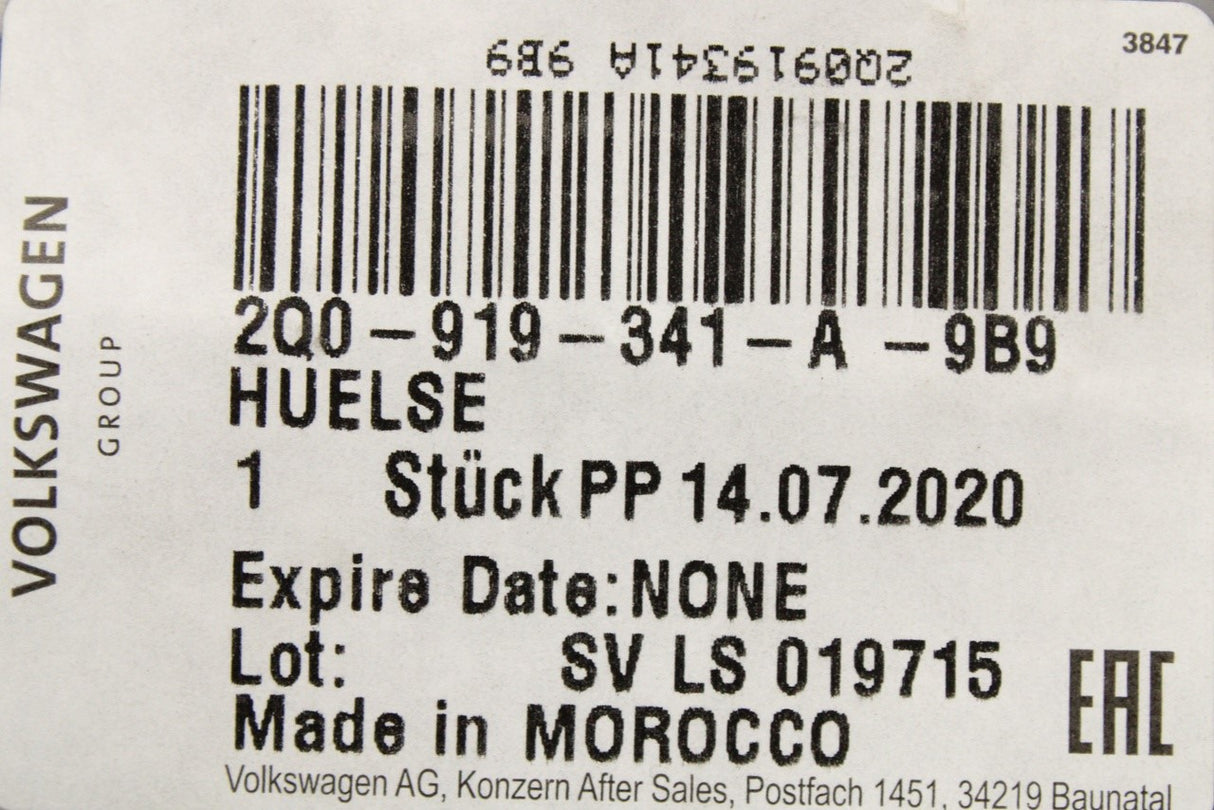 3847
2Q0919341A 9B9
2Q0-919-341-A -9B9
HUELSE
1 Stück PP 14.07.2020
Expire Date:NONE
Lot: SV LS 019715
Made in MOROCCO
EAC
Volkswagen AG, Konzern After Sales, Postfach 1451, 34219 Baunatal
VOLKSWAGEN
GROUP